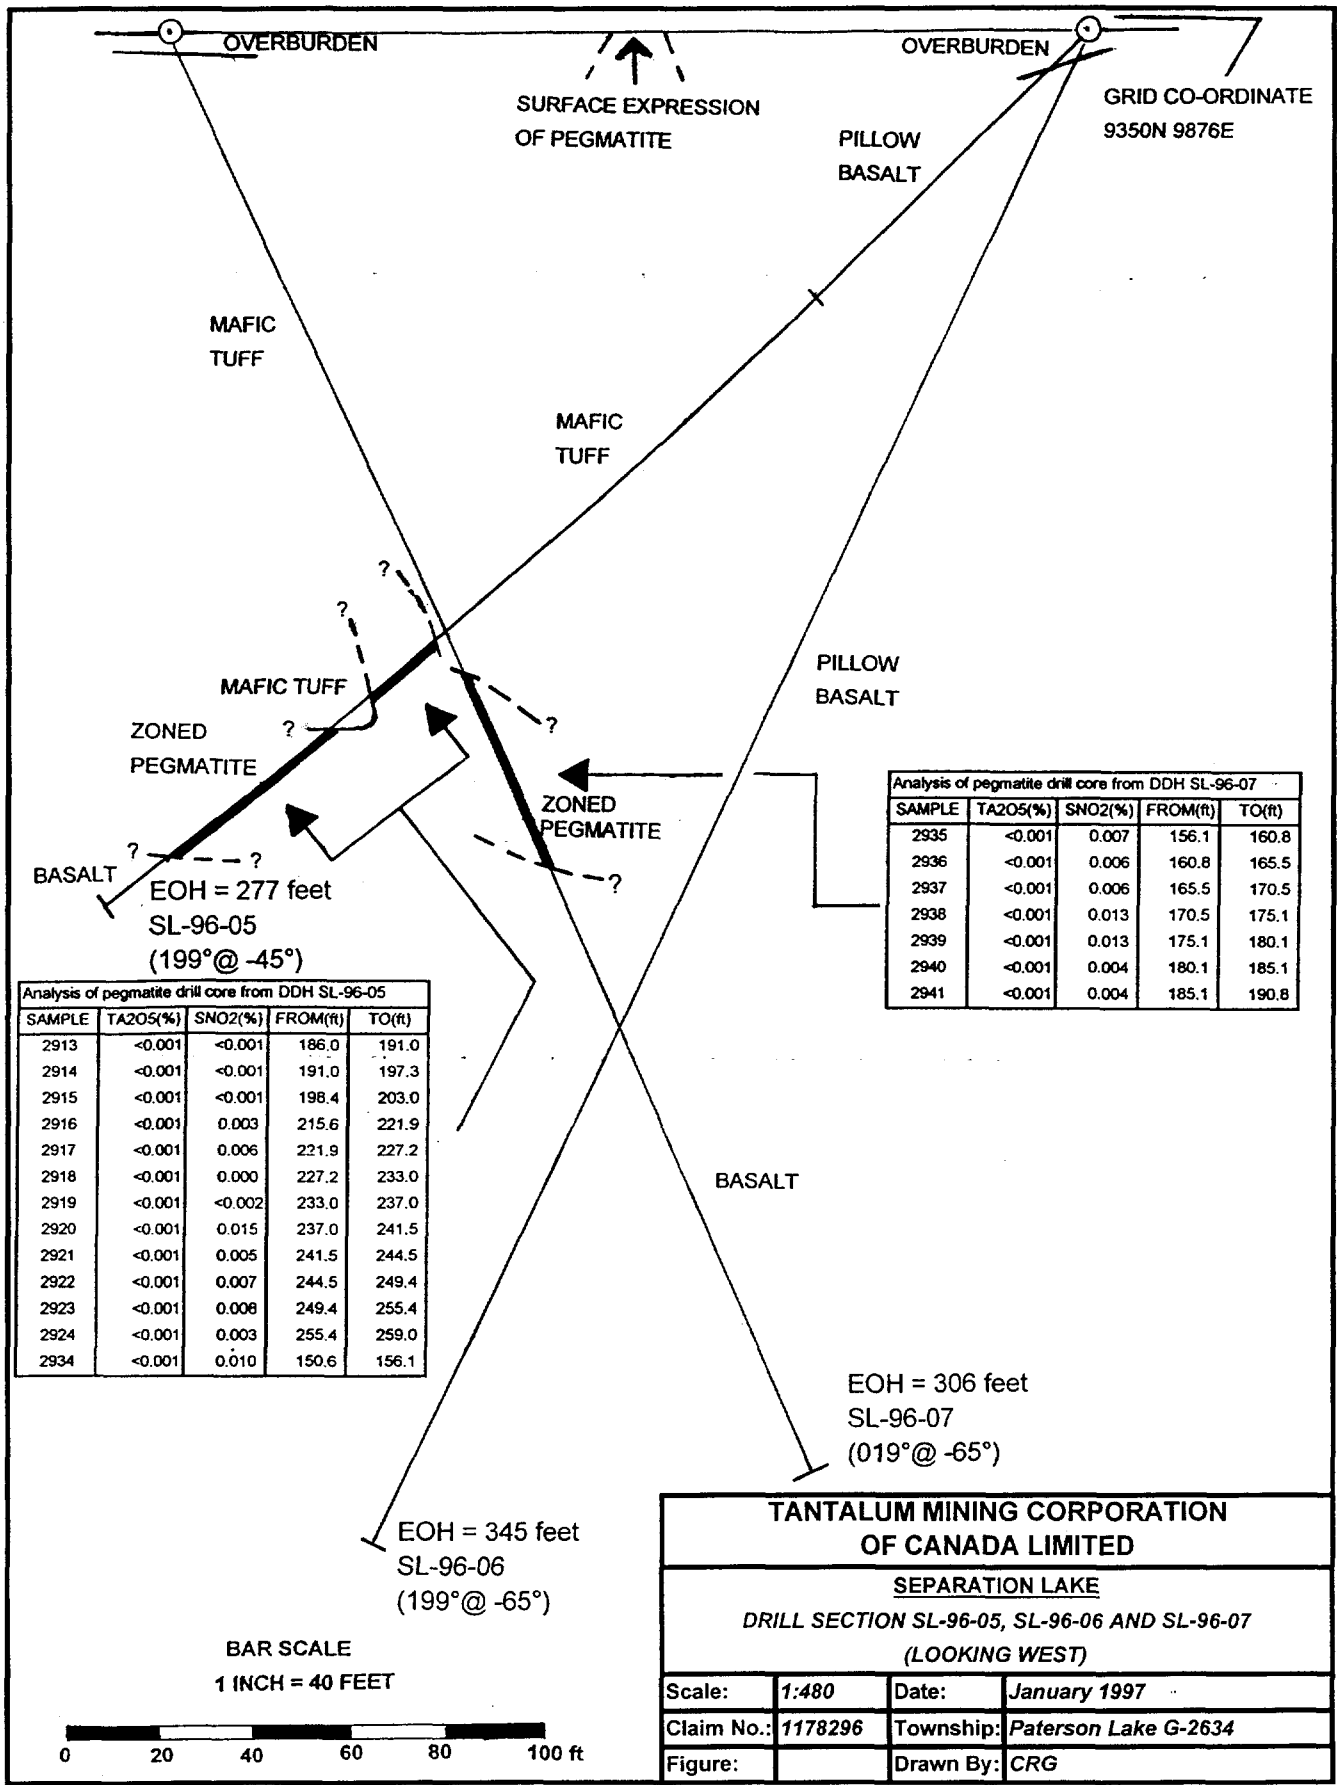 OVERBURDEN
OVERBURDEN
SURFACE EXPRESSION
OF PEGMATITE
GRID CO-ORDINATE
9350N 9876E
PILLOW
BASALT
MAFIC
TUFF
MAFIC
TUFF
?
?
MAFIC TUFF
?
ZONED
PEGMATITE
PILLOW
BASALT
?
ZONED
PEGMATITE
? ?
?
BASALT
EOH = 277 feet
SL-96-05
(199°@ -45°)
Analysis of pegmatite drill core from DDH SL-96-07
SAMPLE TA2O5(%) SNO2(%) FROM(ft) TO(ft)
2935 <0.001 0.007 156.1 160.8
2936 <0.001 0.006 160.8 165.5
2937 <0.001 0.006 165.5 170.5
2938 <0.001 0.013 170.5 175.1
2939 <0.001 0.013 175.1 180.1
2940 <0.001 0.004 180.1 185.1
2941 <0.001 0.004 185.1 190.8
Analysis of pegmatite drill core from DDH SL-96-05
SAMPLE TA2O5(%) SNO2(%) FROM(ft) TO(ft)
2913 <0.001 <0.001 186.0 191.0
2914 <0.001 <0.001 191.0 197.3
2915 <0.001 <0.001 198.4 203.0
2916 <0.001 0.003 215.6 221.9
2917 <0.001 0.006 221.9 227.2
2918 <0.001 0.000 227.2 233.0
2919 <0.001 <0.002 233.0 237.0
2920 <0.001 0.015 237.0 241.5
2921 <0.001 0.005 241.5 244.5
2922 <0.001 0.007 244.5 249.4
2923 <0.001 0.008 249.4 255.4
2924 <0.001 0.003 255.4 259.0
2934 <0.001 0.010 150.6 156.1
BASALT
EOH = 306 feet
SL-96-07
(019°@ -65°)
EOH = 345 feet
SL-96-06
(199°@ -65°)
BAR SCALE
1 INCH = 40 FEET
0 20 40 60 80 100 ft
TANTALUM MINING CORPORATION
OF CANADA LIMITED
SEPARATION LAKE
DRILL SECTION SL-96-05, SL-96-06 AND SL-96-07
(LOOKING WEST)
Scale: 1:480 Date: January 1997
Claim No.: 1178296 Township: Paterson Lake G-2634
Figure: Drawn By: CRG